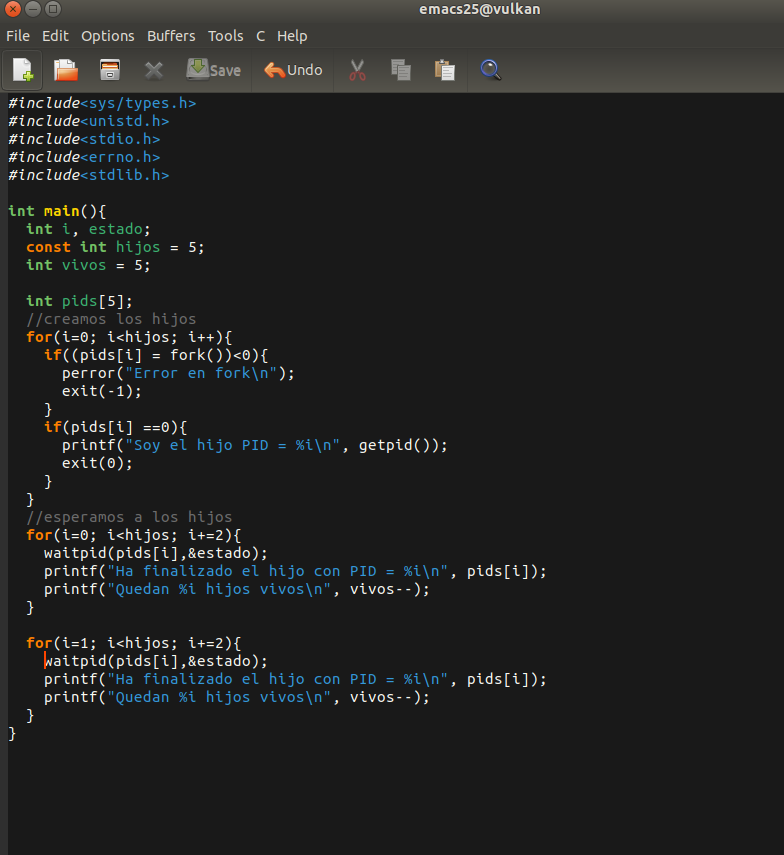 emacs25@vulkan
File Edit Options Buffers Tools C Help
Save Undo
#include<sys/types.h>
#include<unistd.h>
#include<stdio.h>
#include<errno.h>
#include<stdlib.h>

int main(){
  int i, estado;
  const int hijos = 5;
  int vivos = 5;

  int pids[5];
  //creamos los hijos
  for(i=0; i<hijos; i++){
    if((pids[i] = fork())<0){
      perror("Error en fork\n");
      exit(-1);
    }
    if(pids[i] ==0){
      printf("Soy el hijo PID = %i\n", getpid());
      exit(0);
    }
  }
  //esperamos a los hijos
  for(i=0; i<hijos; i+=2){
    waitpid(pids[i],&estado);
    printf("Ha finalizado el hijo con PID = %i\n", pids[i]);
    printf("Quedan %i hijos vivos\n", vivos--);
  }

  for(i=1; i<hijos; i+=2){
    waitpid(pids[i],&estado);
    printf("Ha finalizado el hijo con PID = %i\n", pids[i]);
    printf("Quedan %i hijos vivos\n", vivos--);
  }
}